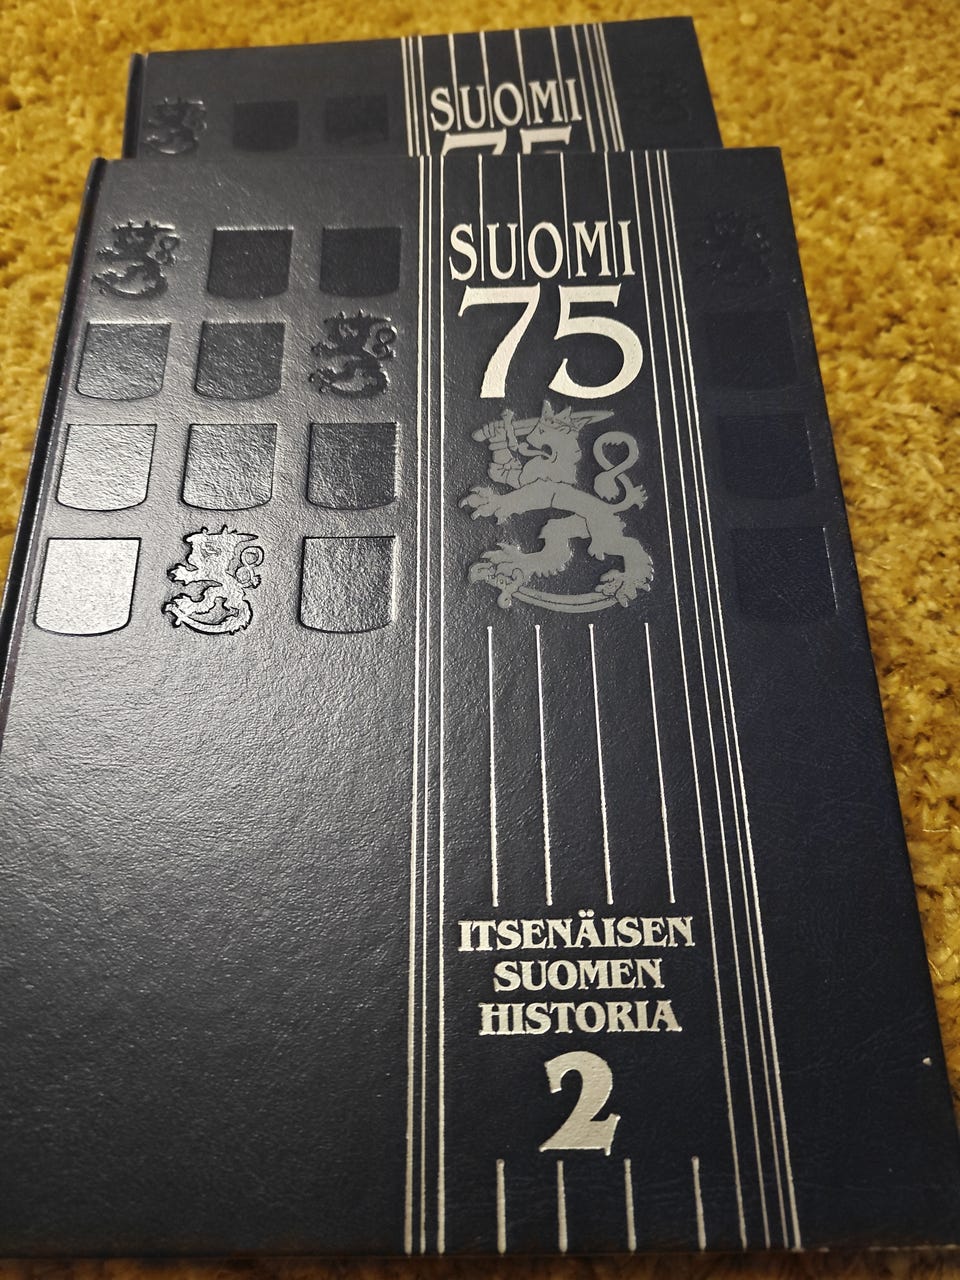 SUOMI
75
SUOMI
75
ITSENÄISEN
SUOMEN
HISTORIA
2